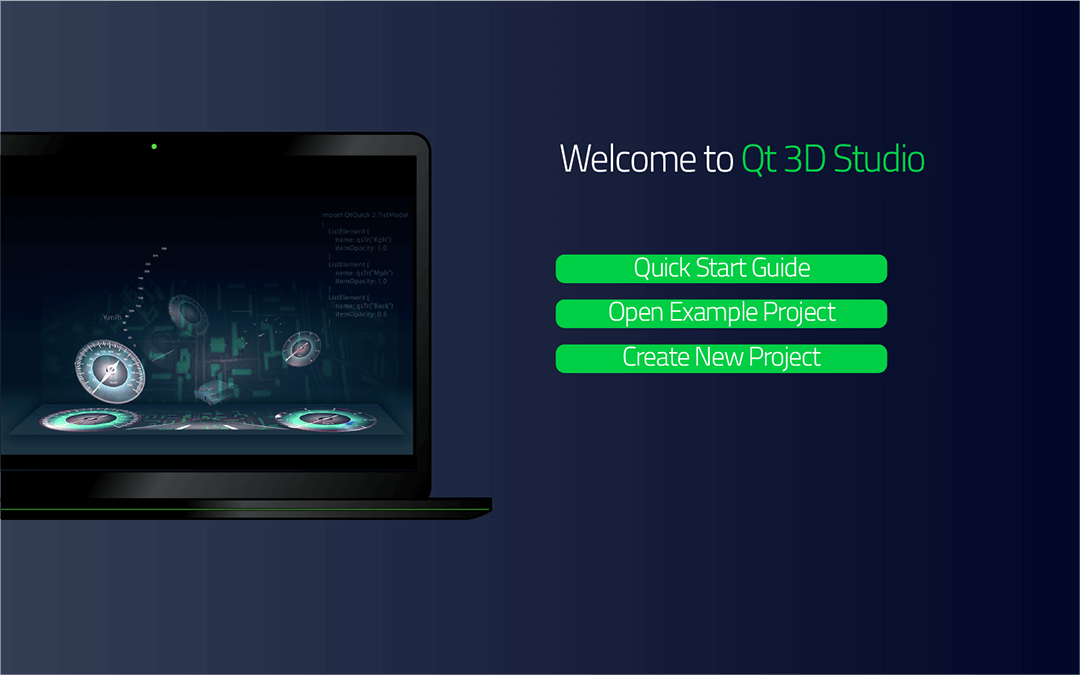 Welcome to Qt 3D Studio
Quick Start Guide
Open Example Project
Create New Project
import QtQuick 2.
ListElement {
name: qsTr("Kph")
itemOpacity: 1.0
}
ListElement {
name: qsTr("Mph")
itemOpacity: 1.0
}
ListElement {
name: qsTr("Back")
itemOpacity: 0.5
Km/h